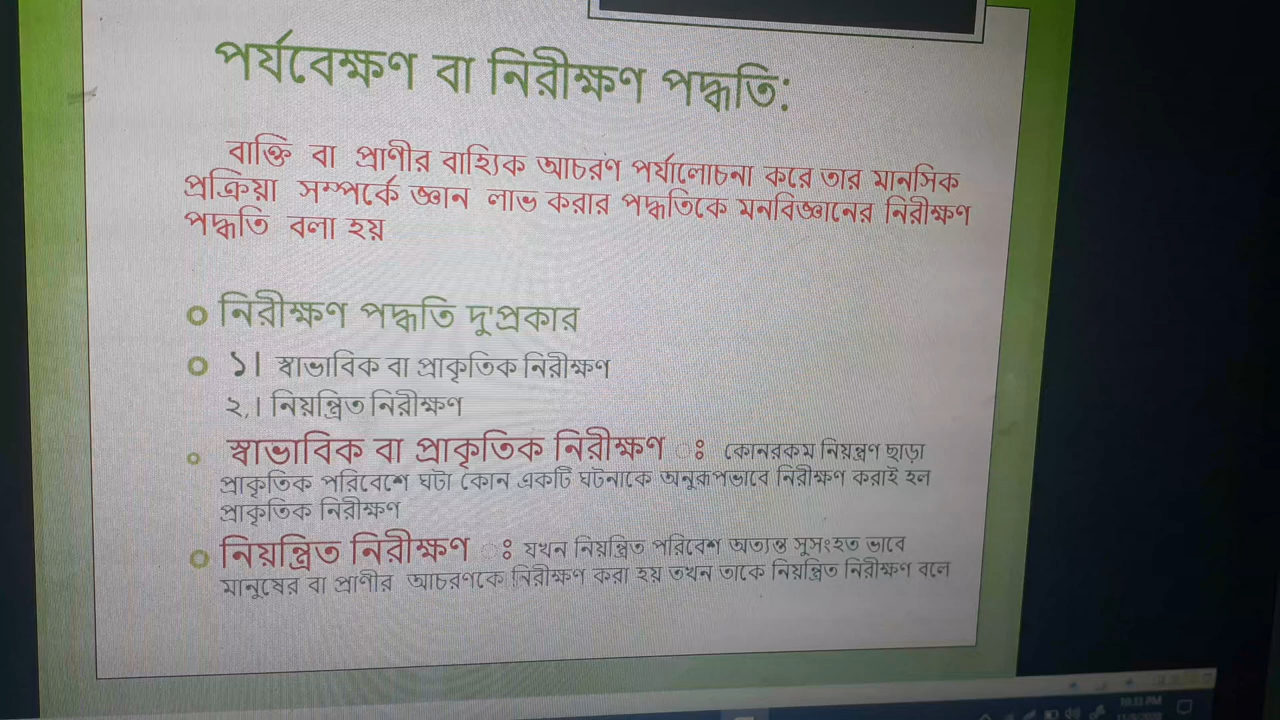 পর্যবেক্ষণ বা নিরীক্ষণ পদ্ধতি:
ব্যক্তি বা প্রাণীর বাহ্যিক আচরণ পর্যালোচনা করে তার মানসিক
প্রক্রিয়া সম্পর্কে জ্ঞান লাভ করার পদ্ধতিকে মনবিজ্ঞানের নিরীক্ষণ
পদ্ধতি বলা হয়
নিরীক্ষণ পদ্ধতি দু'প্রকার
১। স্বাভাবিক বা প্রাকৃতিক নিরীক্ষণ
২,। নিয়ন্ত্রিত নিরীক্ষণ
স্বাভাবিক বা প্রাকৃতিক নিরীক্ষণ ঃ কোনরকম নিয়ন্ত্রণ ছাড়া
প্রাকৃতিক পরিবেশে ঘটা কোন একটি ঘটনাকে অনুরূপভাবে নিরীক্ষণ করাই হল
প্রাকৃতিক নিরীক্ষণ
নিয়ন্ত্রিত নিরীক্ষণ ঃ যখন নিয়ন্ত্রিত পরিবেশ অত্যন্ত সুসংহত ভাবে
মানুষের বা প্রাণীর আচরণকে নিরীক্ষণ করা হয় তখন তাকে নিয়ন্ত্রিত নিরীক্ষণ বলে
10:33 PM